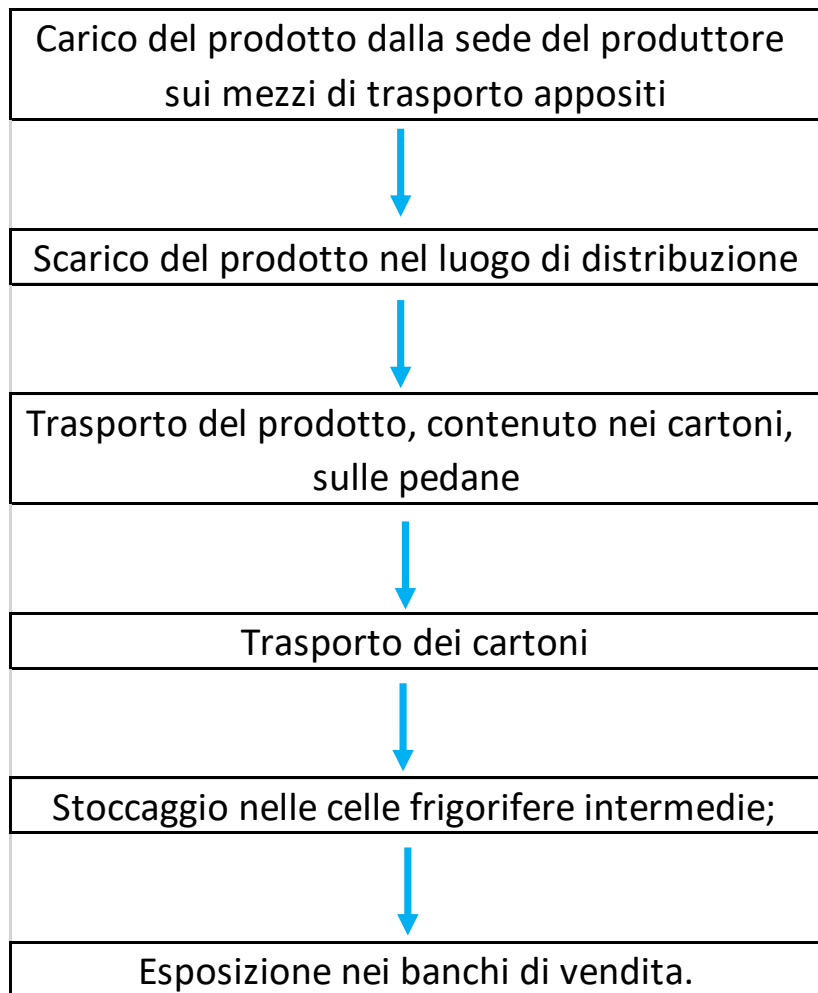 Carico del prodotto dalla sede del produttore
sui mezzi di trasporto appositi
Scarico del prodotto nel luogo di distribuzione
Trasporto del prodotto, contenuto nei cartoni,
sulle pedane
Trasporto dei cartoni
Stoccaggio nelle celle frigorifere intermedie;
Esposizione nei banchi di vendita.